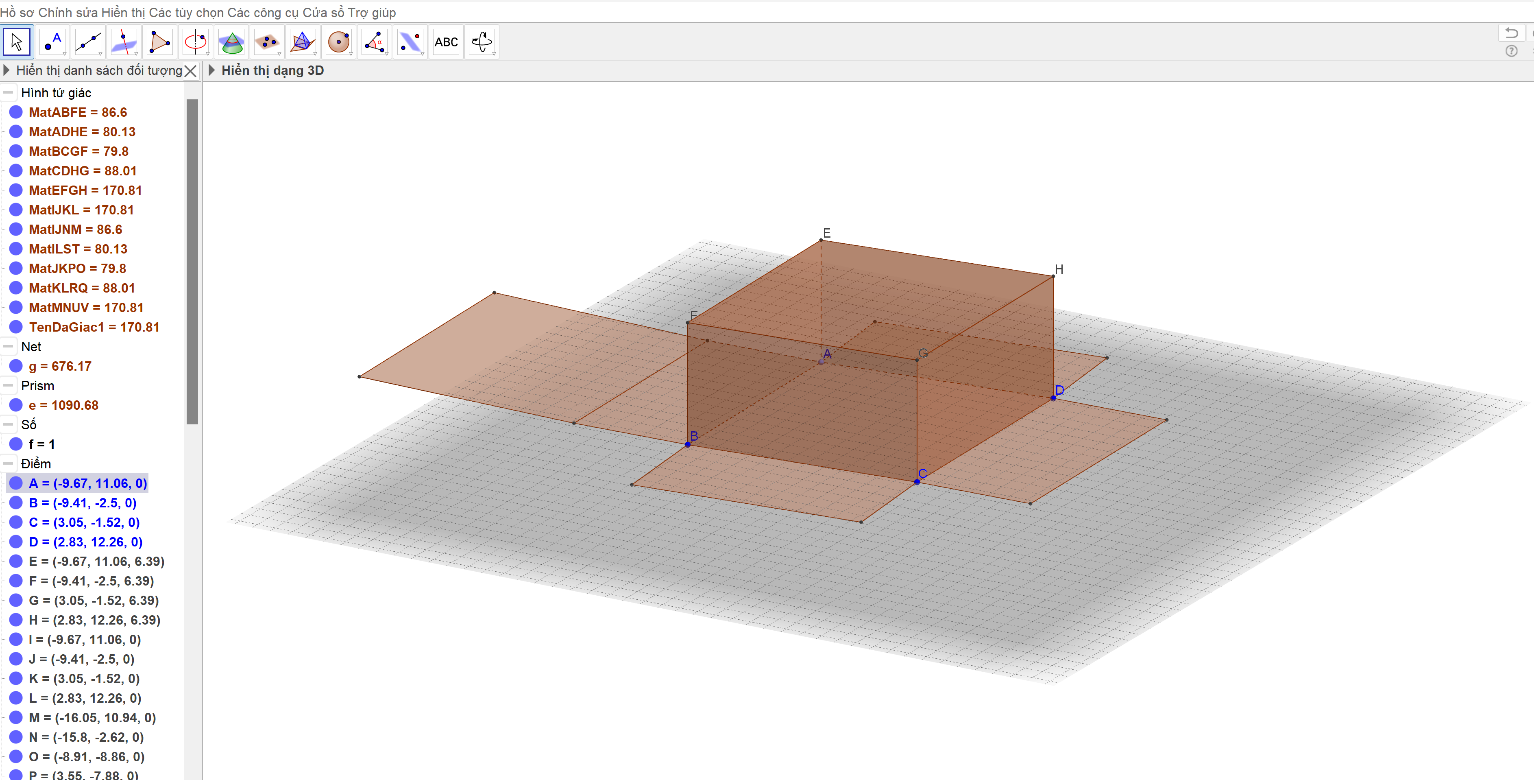 Hồ sơ Chỉnh sửa Hiển thị Các tùy chọn Các công cụ Cửa sổ Trợ giúp
A ABC
Hiển thị danh sách đối tượng Hiển thị dạng 3D
Hình tứ giác
MatABFE = 86.6
MatADHE = 80.13
MatBCGF = 79.8
MatCDHG = 88.01
MatEFGH = 170.81
MatIJKL = 170.81
MatIJNM = 86.6
MatILST = 80.13
MatJKPO = 79.8
MatKLRQ = 88.01
MatMNUV = 170.81
TenDaGiac1 = 170.81
Net
g = 676.17
Prism
e = 1090.68
Số
f = 1
Điểm
A = (-9.67, 11.06, 0)
B = (-9.41, -2.5, 0)
C = (3.05, -1.52, 0)
D = (2.83, 12.26, 0)
E = (-9.67, 11.06, 6.39)
F = (-9.41, -2.5, 6.39)
G = (3.05, -1.52, 6.39)
H = (2.83, 12.26, 6.39)
I = (-9.67, 11.06, 0)
J = (-9.41, -2.5, 0)
K = (3.05, -1.52, 0)
L = (2.83, 12.26, 0)
M = (-16.05, 10.94, 0)
N = (-15.8, -2.62, 0)
O = (-8.91, -8.86, 0)
P = (3.55, -7.88, 0)
E
H
F
A
G
D
B
C